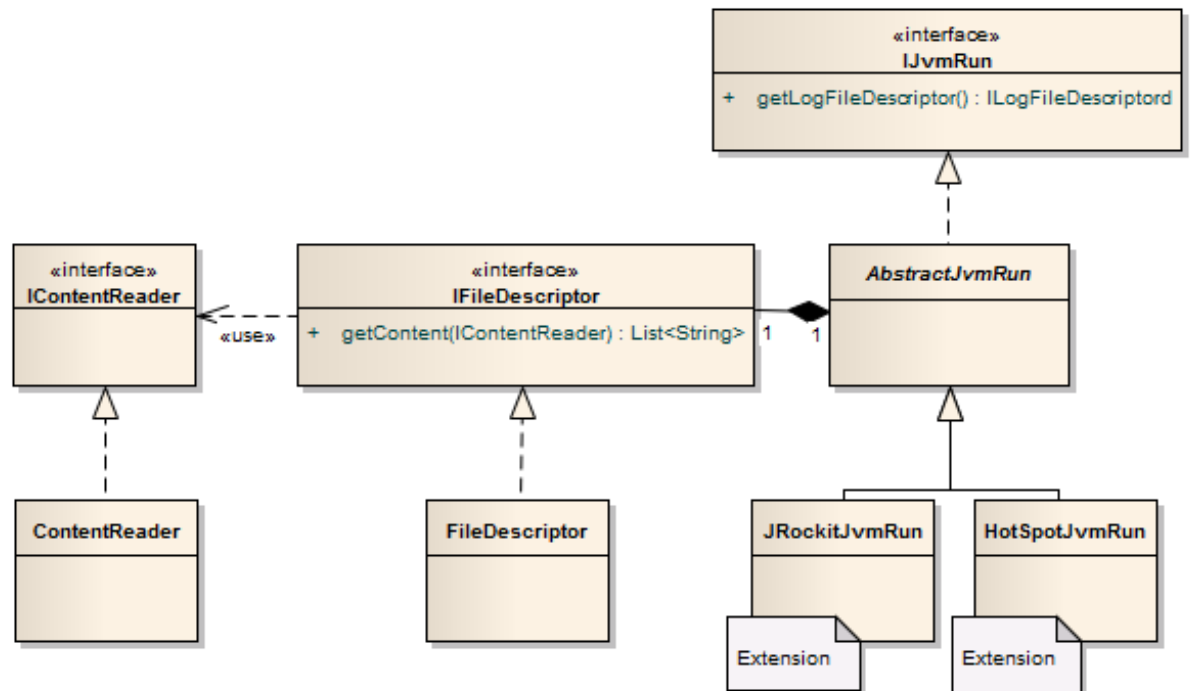 «interface»
IJvmRun
+ getLogFileDescriptor() : ILogFileDescriptord
«interface»
IContentReader
«use»
«interface»
IFileDescriptor
+ getContent(IContentReader) : List<String>
1
1
AbstractJvmRun
ContentReader
FileDescriptor
JRockitJvmRun
HotSpotJvmRun
Extension
Extension